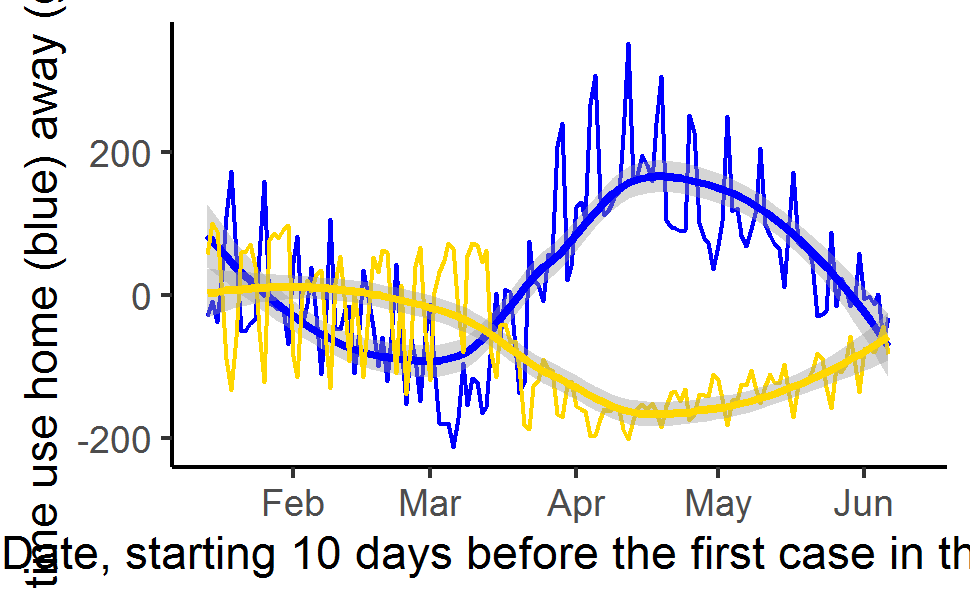 time use home (blue) away (g
200
0
-200
Feb Mar Apr May Jun
Date, starting 10 days before the first case in th